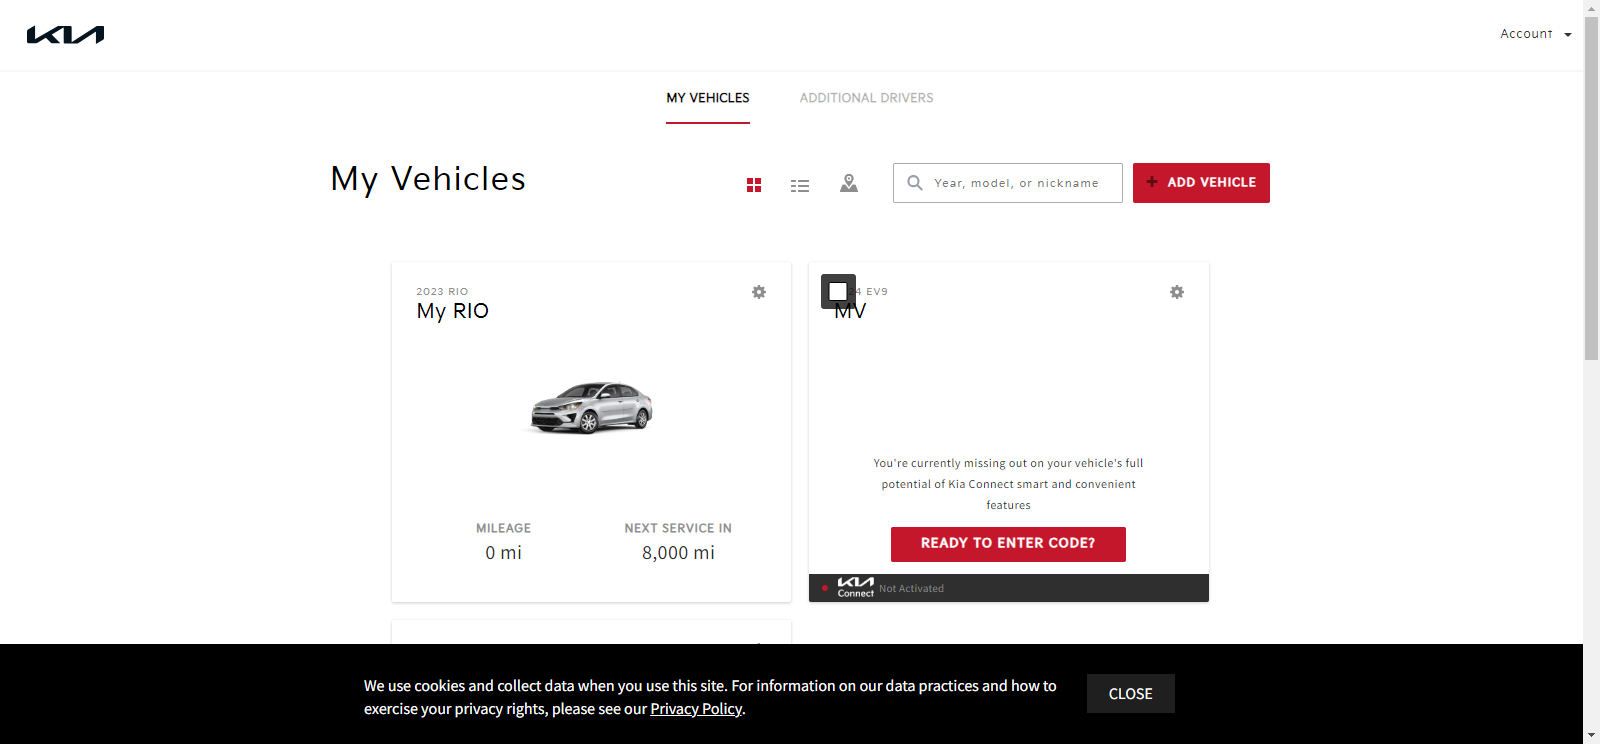 KIA
Account
MY VEHICLES
ADDITIONAL DRIVERS
My Vehicles
Year, model, or nickname
+ ADD VEHICLE
2023 RIO
My RIO
MILEAGE
0 mi
NEXT SERVICE IN
8,000 mi
EV9
MV
You're currently missing out on your vehicle's full
potential of Kia Connect smart and convenient
features
READY TO ENTER CODE?
KIA
Connect
Not Activated
We use cookies and collect data when you use this site. For information on our data practices and how to
exercise your privacy rights, please see our Privacy Policy.
CLOSE